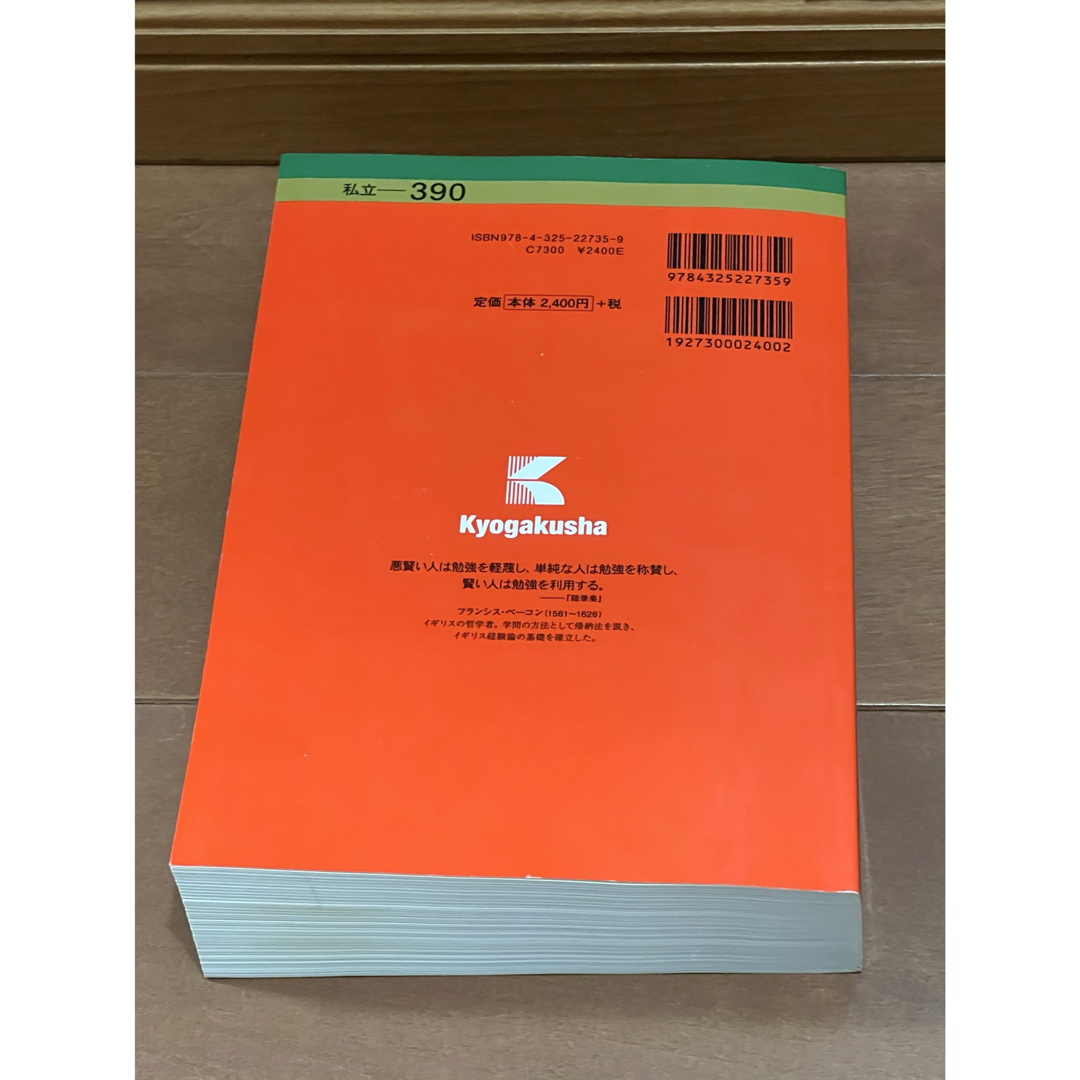 私立──390
ISBN978-4-325-22735-9
C7300 ¥2400E
9784325227359
定価 本体 2,400円 +税
1927300024002
Kyogakusha
悪賢い人は勉強を軽蔑し、単純な人は勉強を称賛し、
賢い人は勉強を利用する。
──『随筆集』
フランシス・ベーコン(1561~1626)
イギリスの哲学者。学問の方法として帰納法を説き、
イギリス経験論の基礎を確立した。